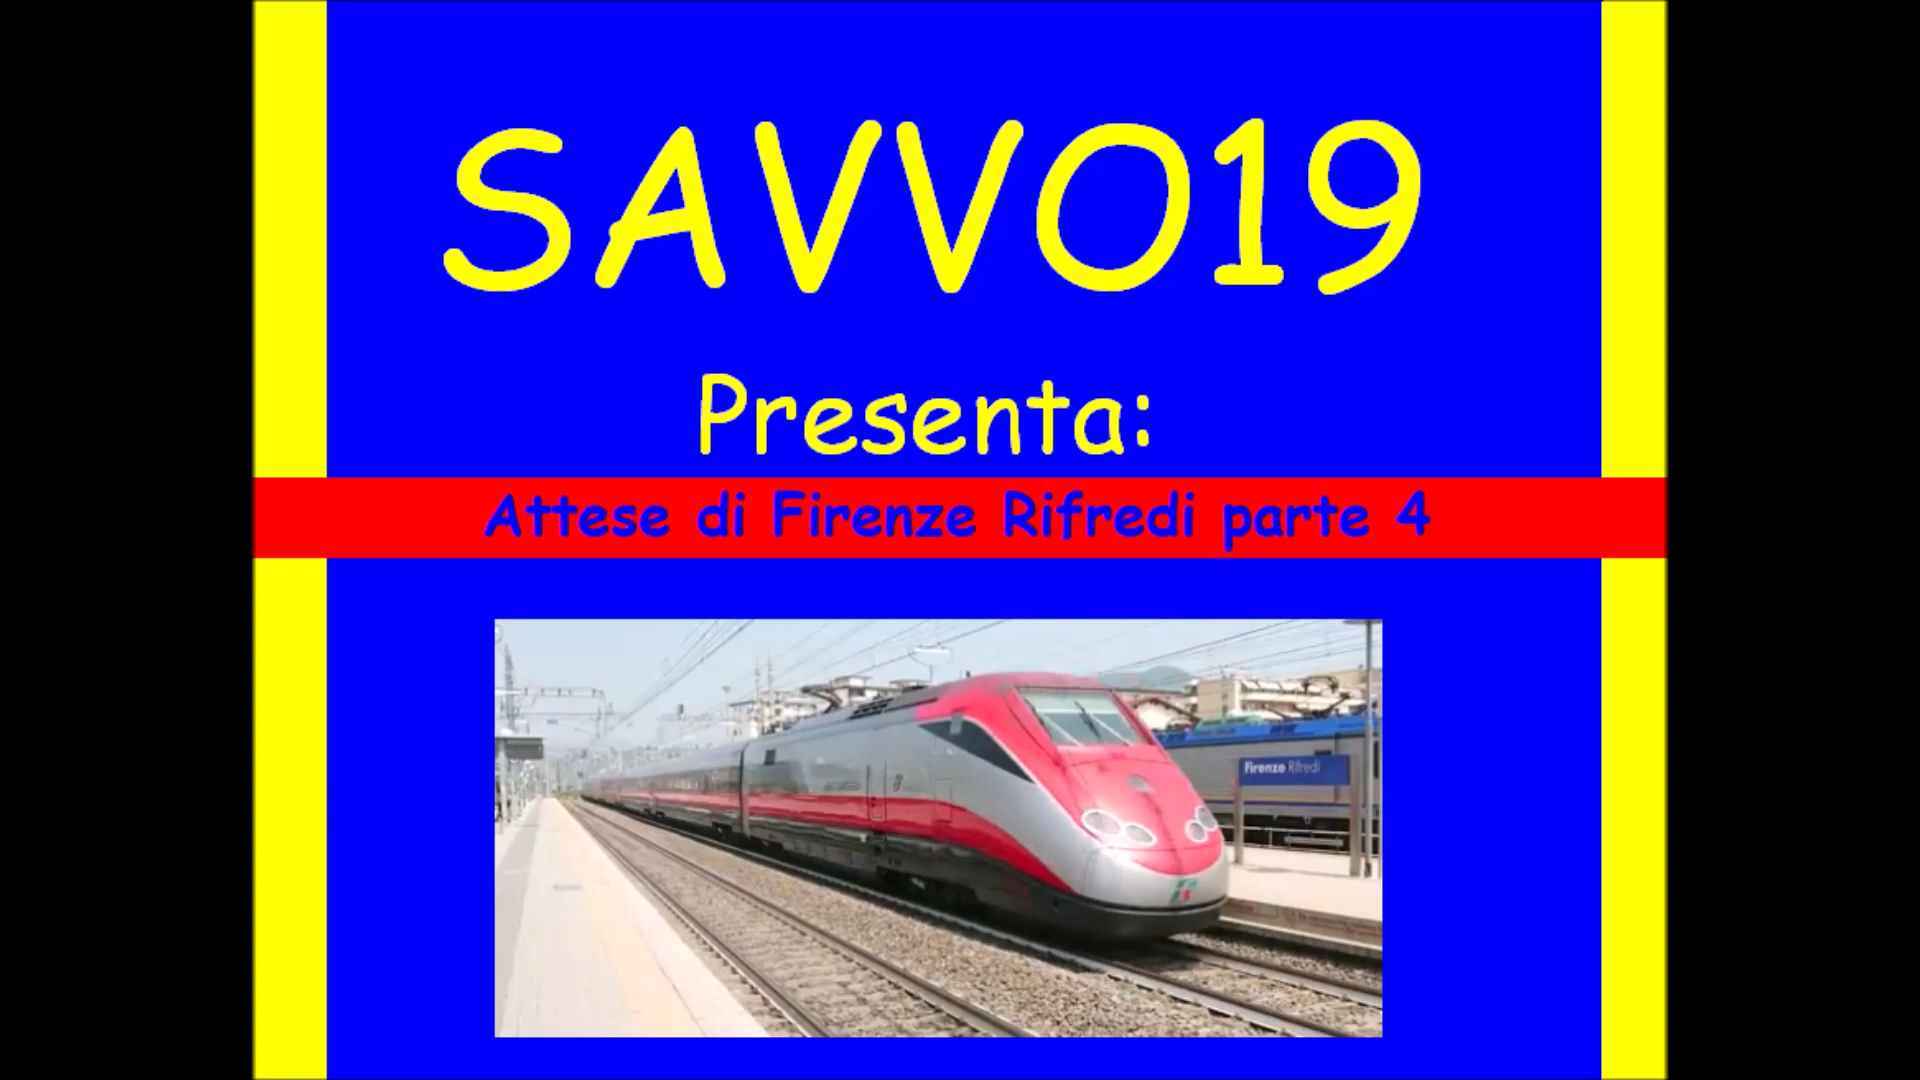 SAVVO19
Presenta:
Attese di Firenze Rifredi parte 4
Firenze Rifredi